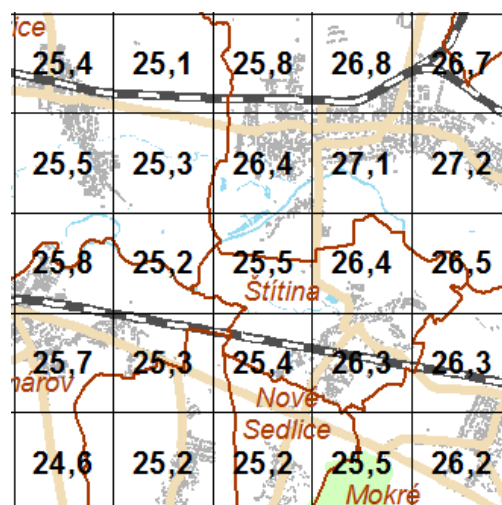 ice
25,4 25,1 25,8 26,8 26,7
25,5 25,3 26,4 27,1 27,2
25,8 25,2 25,5 26,4 26,5
Štítina
25,7 25,3 25,4 26,3 26,3
narov
Nové
Sedlice
24,6 25,2 25,2 25,5 26,2
Mokré